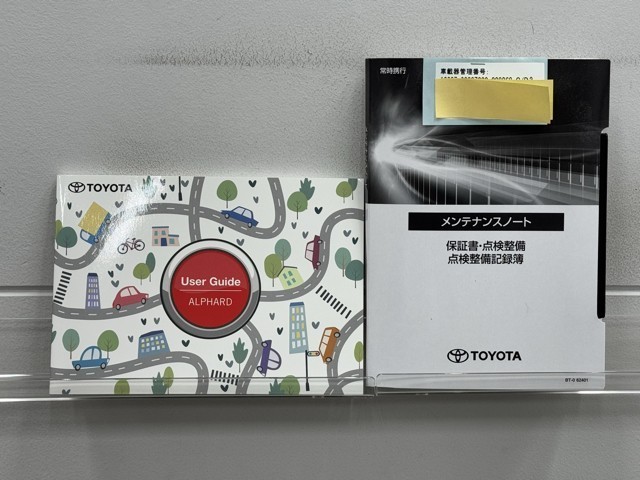 TOYOTA
User Guide
ALPHARD
常時携行
車載器管理番号:
メンテナンスノート
保証書・点検整備
点検整備記録簿
TOYOTA